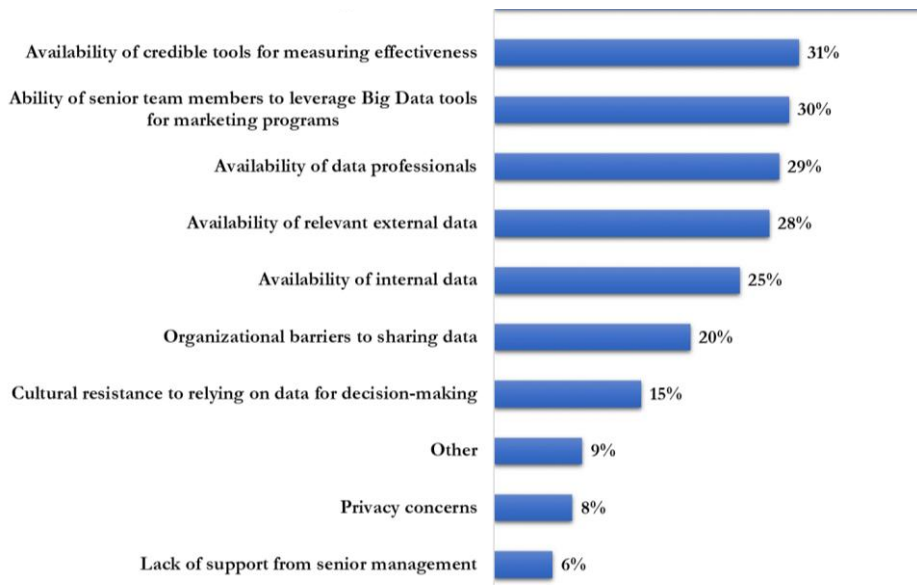 Availability of credible tools for measuring effectiveness 31%
Ability of senior team members to leverage Big Data tools
for marketing programs 30%
Availability of data professionals 29%
Availability of relevant external data 28%
Availability of internal data 25%
Organizational barriers to sharing data 20%
Cultural resistance to relying on data for decision-making 15%
Other 9%
Privacy concerns 8%
Lack of support from senior management 6%